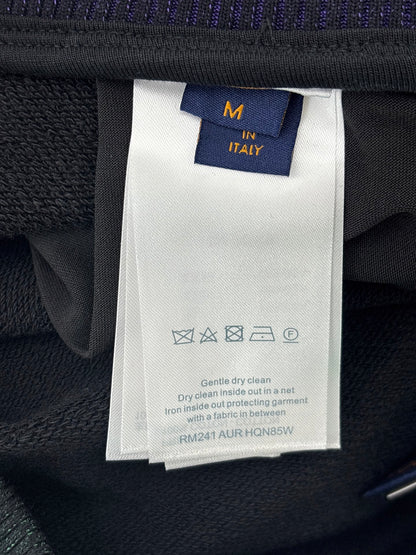 M
IN
ITALY
Gentle dry clean
Dry clean inside out in a net
Iron inside out protecting garment
with a fabric in between
RM241 AUR HQN85W